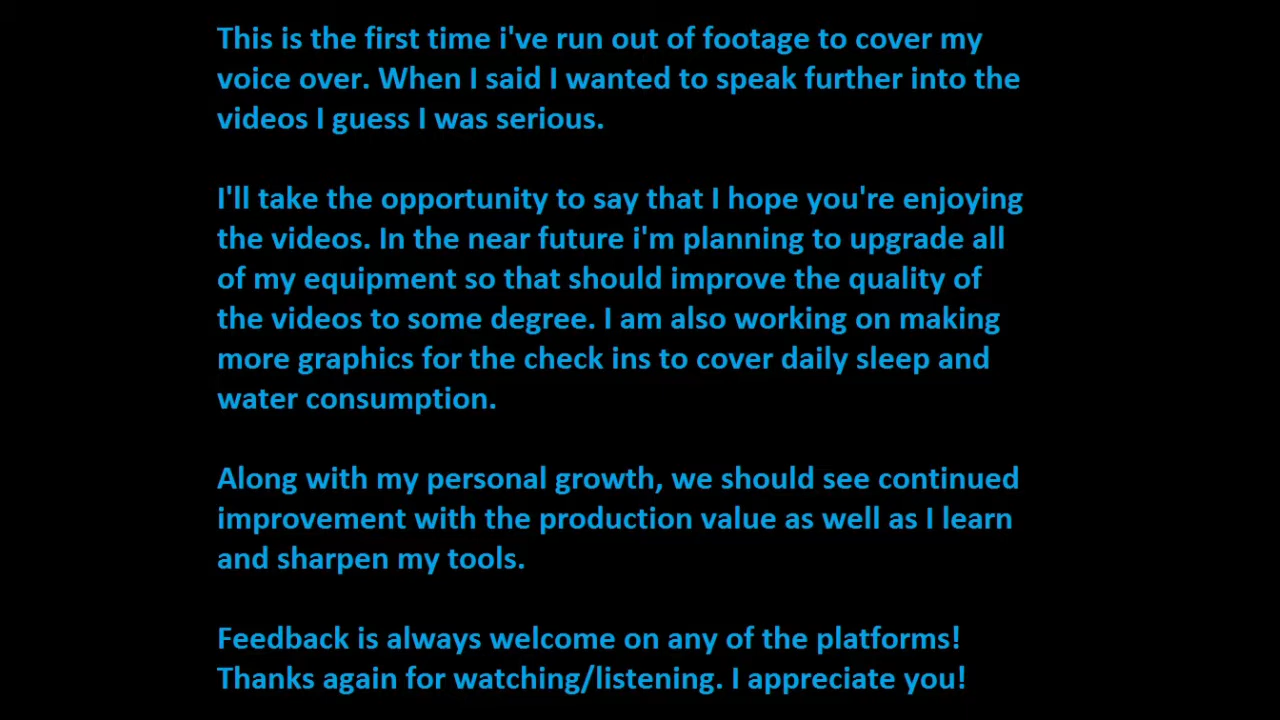 This is the first time i've run out of footage to cover my
voice over. When I said I wanted to speak further into the
videos I guess I was serious.
I'll take the opportunity to say that I hope you're enjoying
the videos. In the near future i'm planning to upgrade all
of my equipment so that should improve the quality of
the videos to some degree. I am also working on making
more graphics for the check ins to cover daily sleep and
water consumption.
Along with my personal growth, we should see continued
improvement with the production value as well as I learn
and sharpen my tools.
Feedback is always welcome on any of the platforms!
Thanks again for watching/listening. I appreciate you!